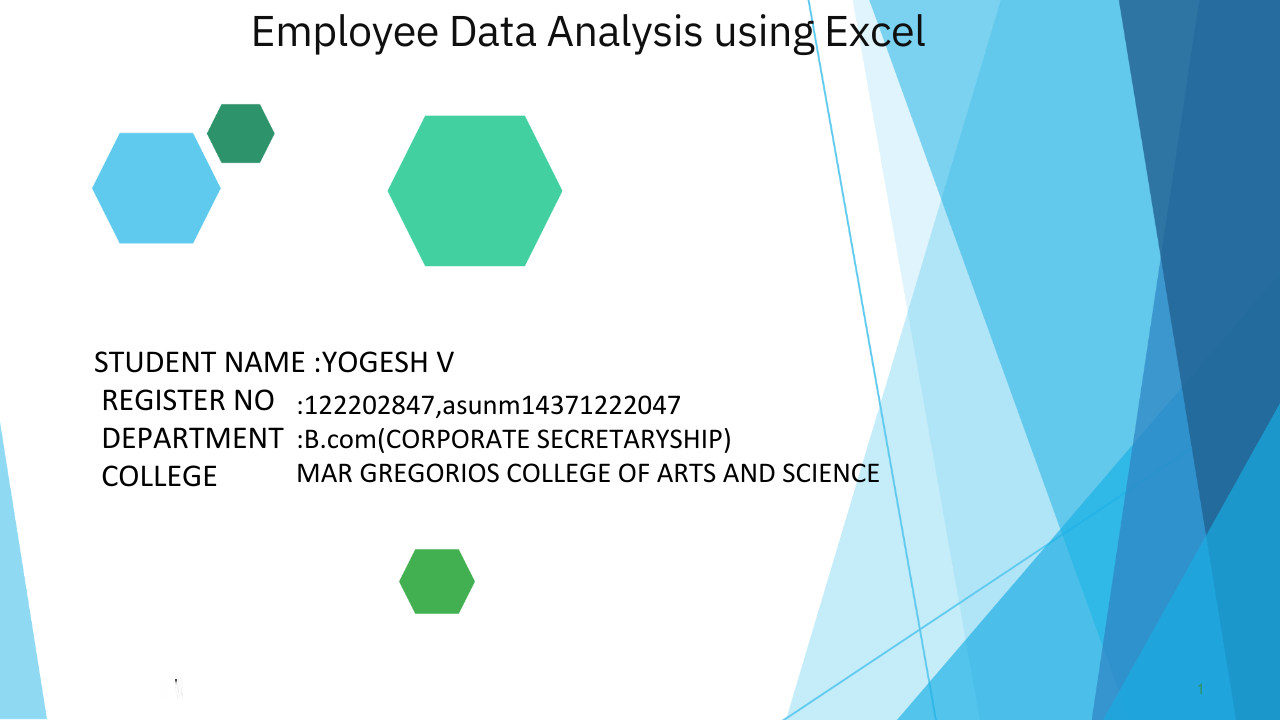 Employee Data Analysis using Excel
STUDENT NAME :YOGESH V
REGISTER NO :122202847,asunm14371222047
DEPARTMENT :B.com(CORPORATE SECRETARYSHIP)
COLLEGE MAR GREGORIOS COLLEGE OF ARTS AND SCIENCE
1